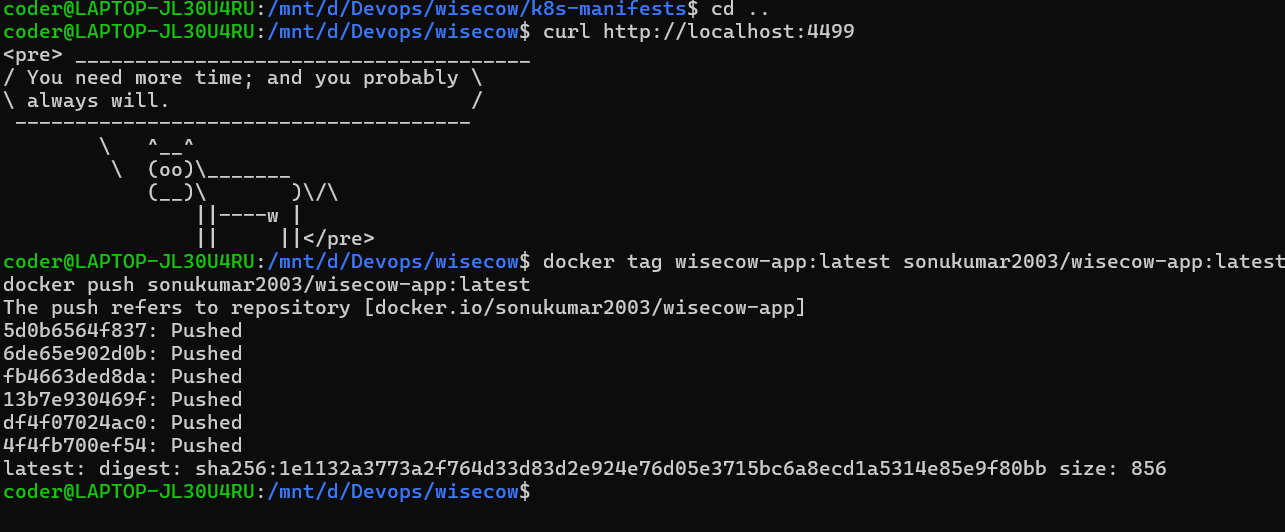 coder@LAPTOP-JL30U4RU:/mnt/d/Devops/wisecow/k8s-manifests$ cd ..
coder@LAPTOP-JL30U4RU:/mnt/d/Devops/wisecow$ curl http://localhost:4499
<pre> ______________________________________
/ You need more time; and you probably \
\ always will.                         /
 --------------------------------------
        \   ^__^
         \  (oo)\_______
            (__)\       )\/\
                ||----w |
                ||     ||</pre>
coder@LAPTOP-JL30U4RU:/mnt/d/Devops/wisecow$ docker tag wisecow-app:latest sonukumar2003/wisecow-app:latest
docker push sonukumar2003/wisecow-app:latest
The push refers to repository [docker.io/sonukumar2003/wisecow-app]
5d0b6564f837: Pushed
6de65e902d0b: Pushed
fb4663ded8da: Pushed
13b7e930469f: Pushed
df4f07024ac0: Pushed
4f4fb700ef54: Pushed
latest: digest: sha256:1e1132a3773a2f764d33d83d2e924e76d05e3715bc6a8ecd1a5314e85e9f80bb size: 856
coder@LAPTOP-JL30U4RU:/mnt/d/Devops/wisecow$